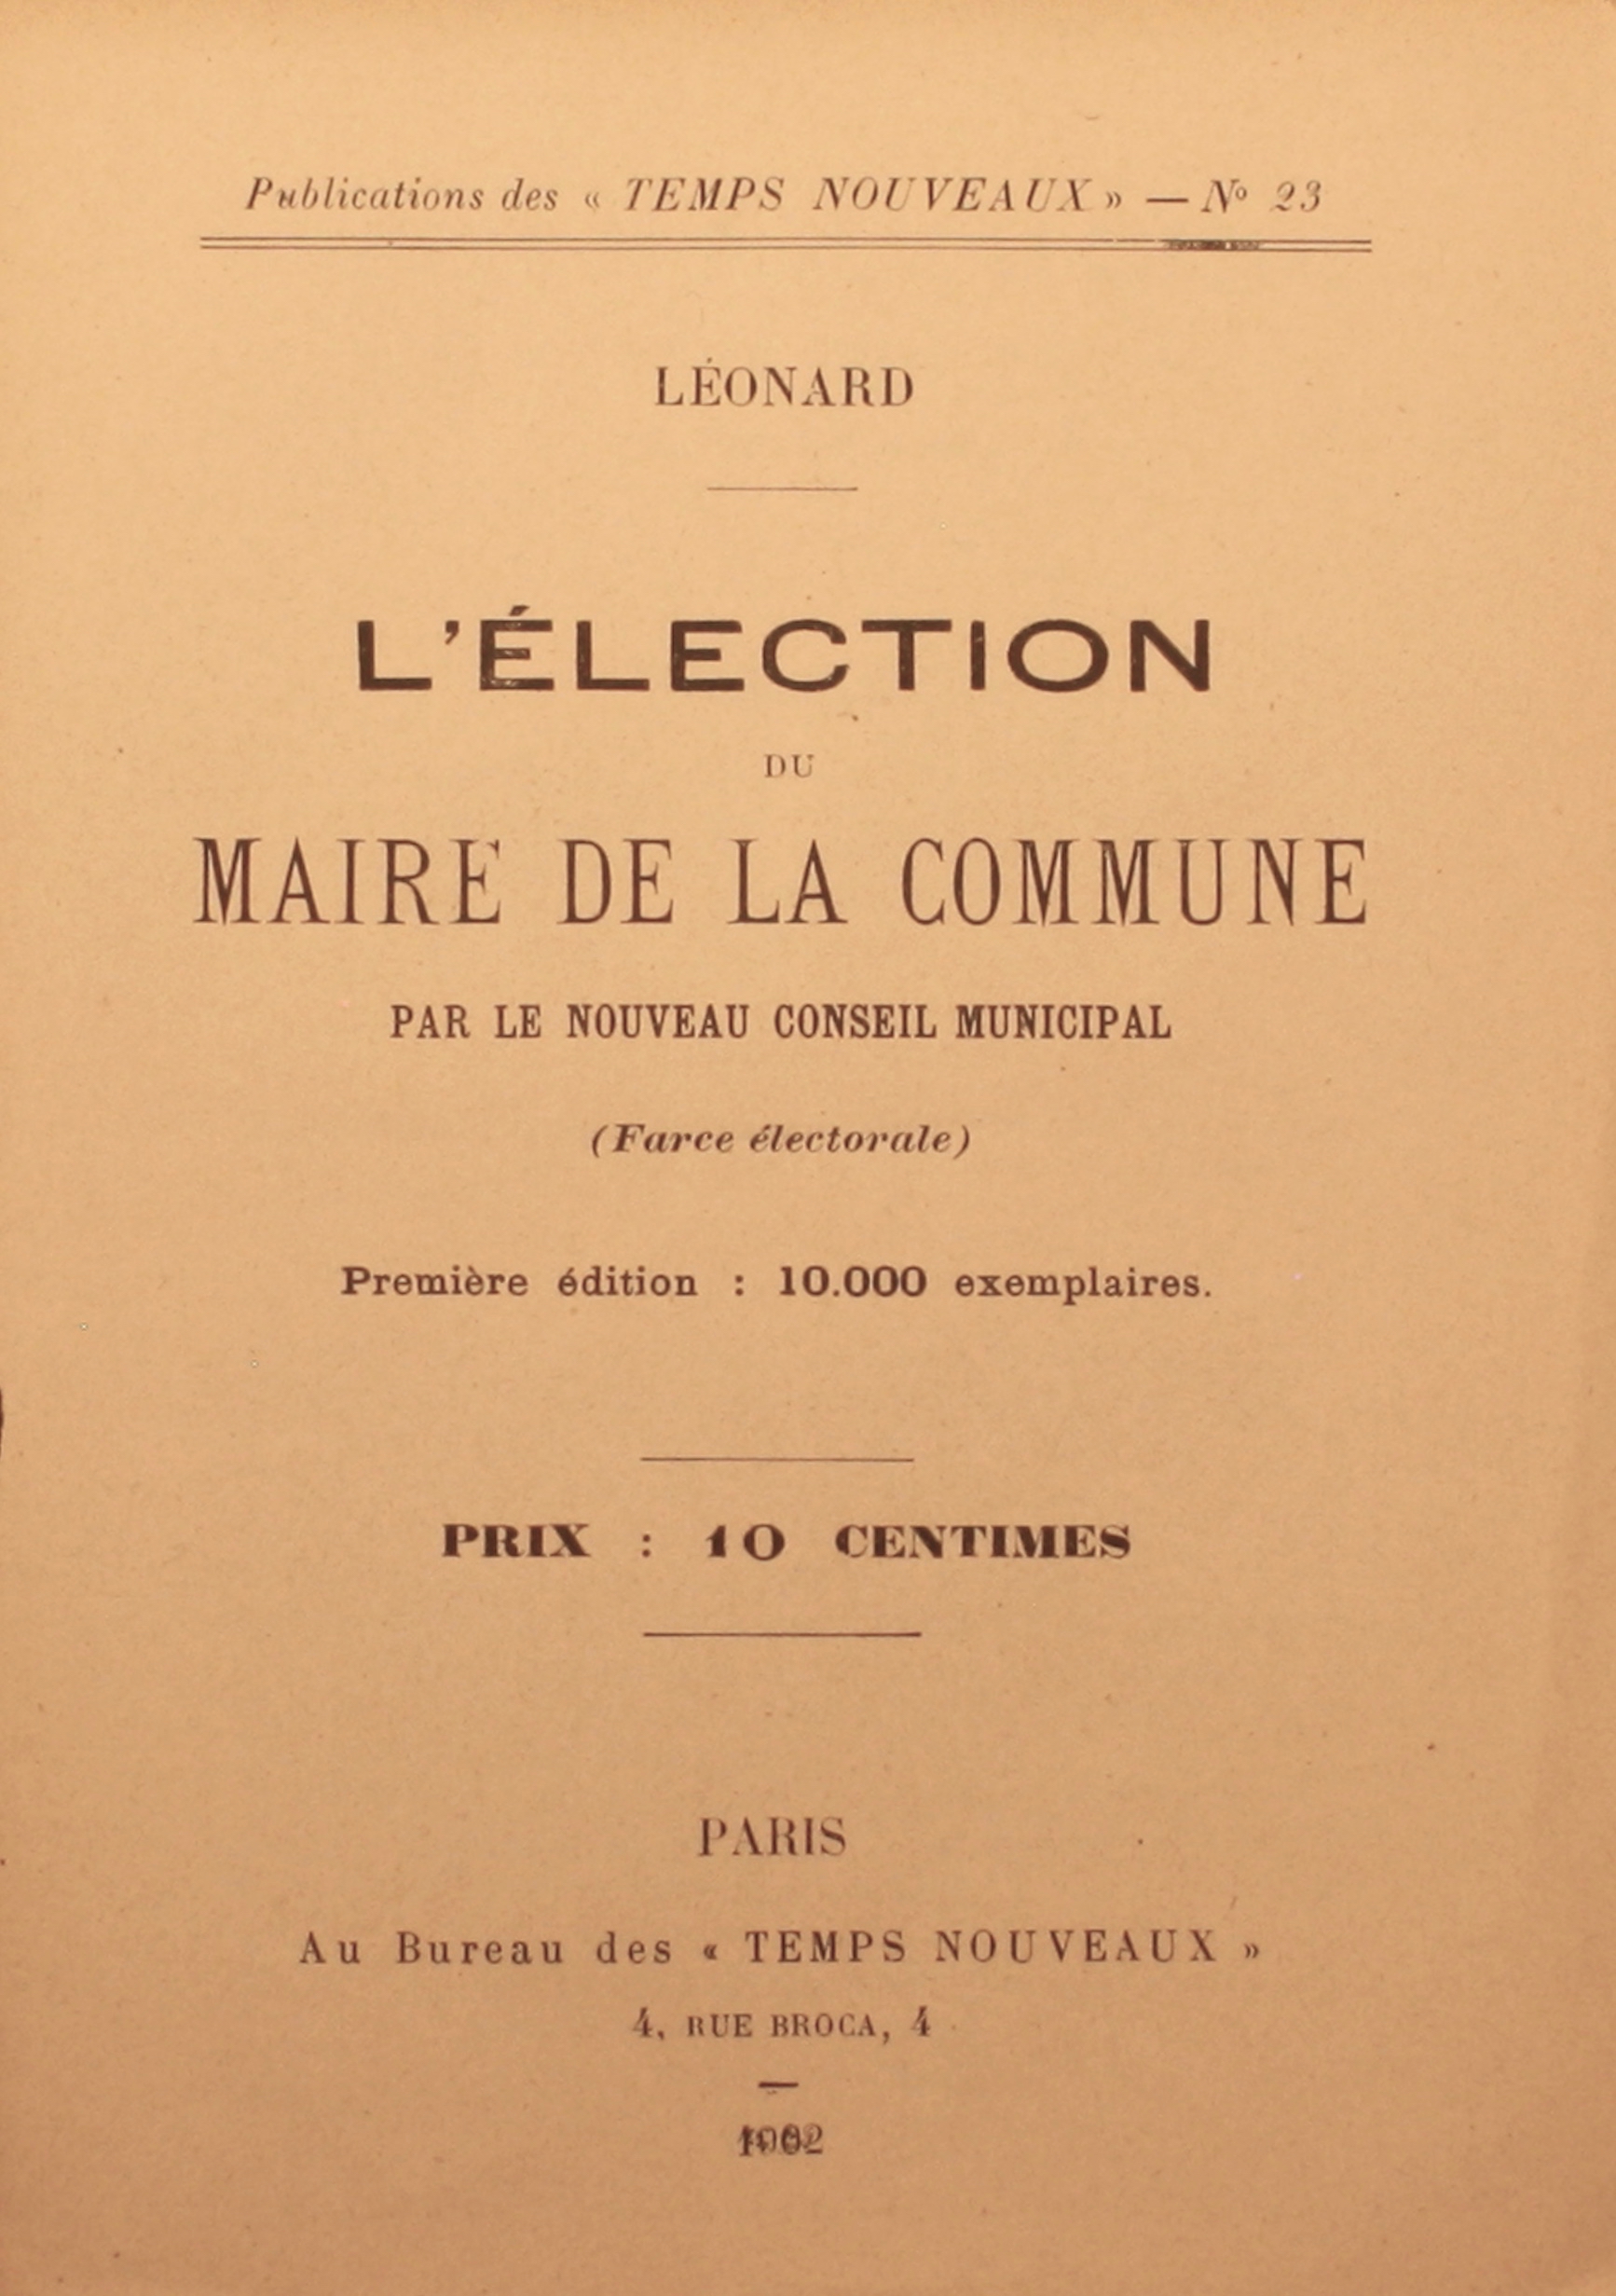 Publications des « TEMPS NOUVEAUX » — Nº 23
LÉONARD
L'ÉLECTION
DU
MAIRE DE LA COMMUNE
PAR LE NOUVEAU CONSEIL MUNICIPAL
(Farce électorale)
Première édition : 10.000 exemplaires.
PRIX : 10 CENTIMES
PARIS
Au Bureau des « TEMPS NOUVEAUX »
4, RUE BROCA, 4
1902